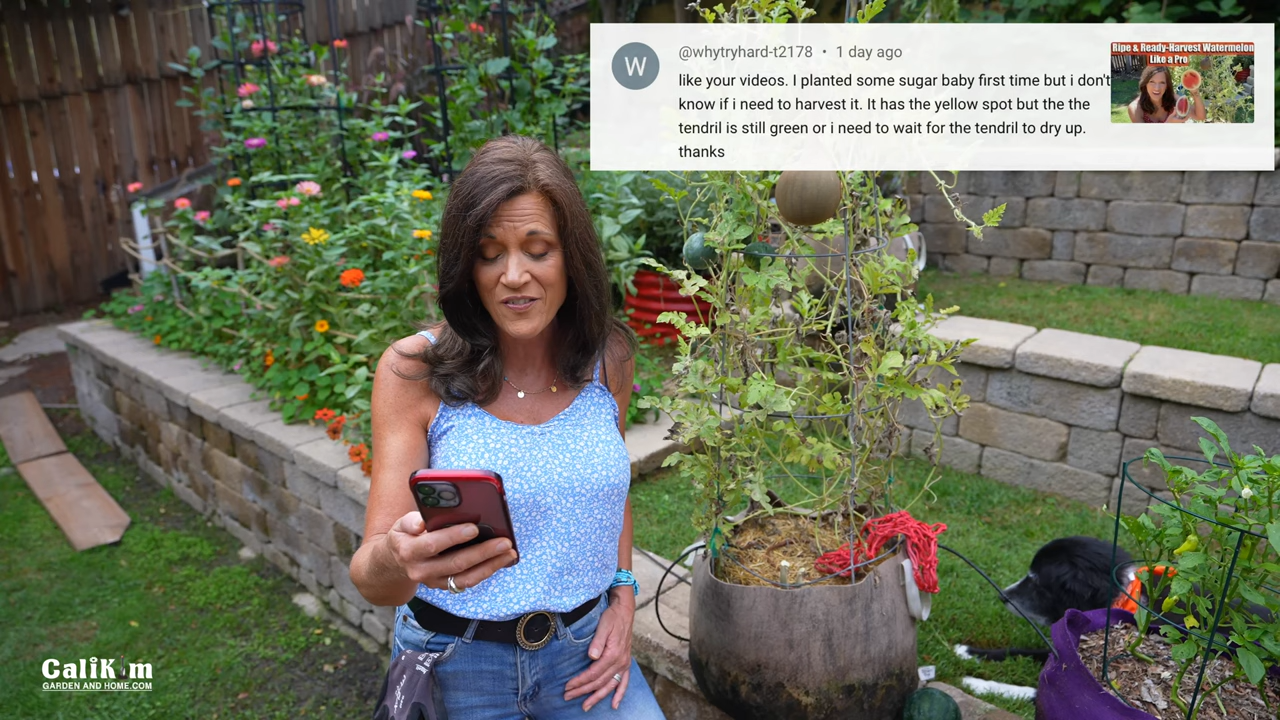 W
@whytryhard-t2178 • 1 day ago
like your videos. I planted some sugar baby first time but i don't
know if i need to harvest it. It has the yellow spot but the the
tendril is still green or i need to wait for the tendril to dry up.
thanks
Ripe & Ready-Harvest Watermelon
Like a Pro
CaliKim
GARDEN AND HOME.COM